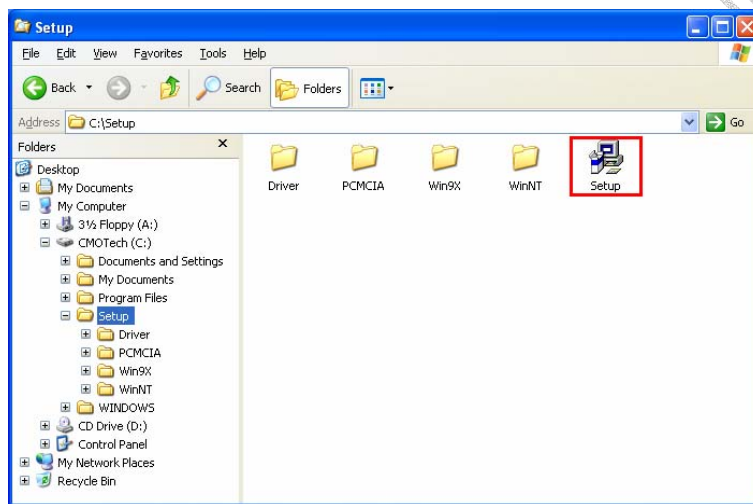 Setup
File Edit View Favorites Tools Help
Back Search Folders
Address C:\Setup Go
Folders
Desktop
My Documents
My Computer
3½ Floppy (A:)
CMOTech (C:)
Documents and Settings
My Documents
Program Files
Setup
Driver
PCMCIA
Win9X
WinNT
WINDOWS
CD Drive (D:)
Control Panel
My Network Places
Recycle Bin
Driver PCMCIA Win9X WinNT Setup